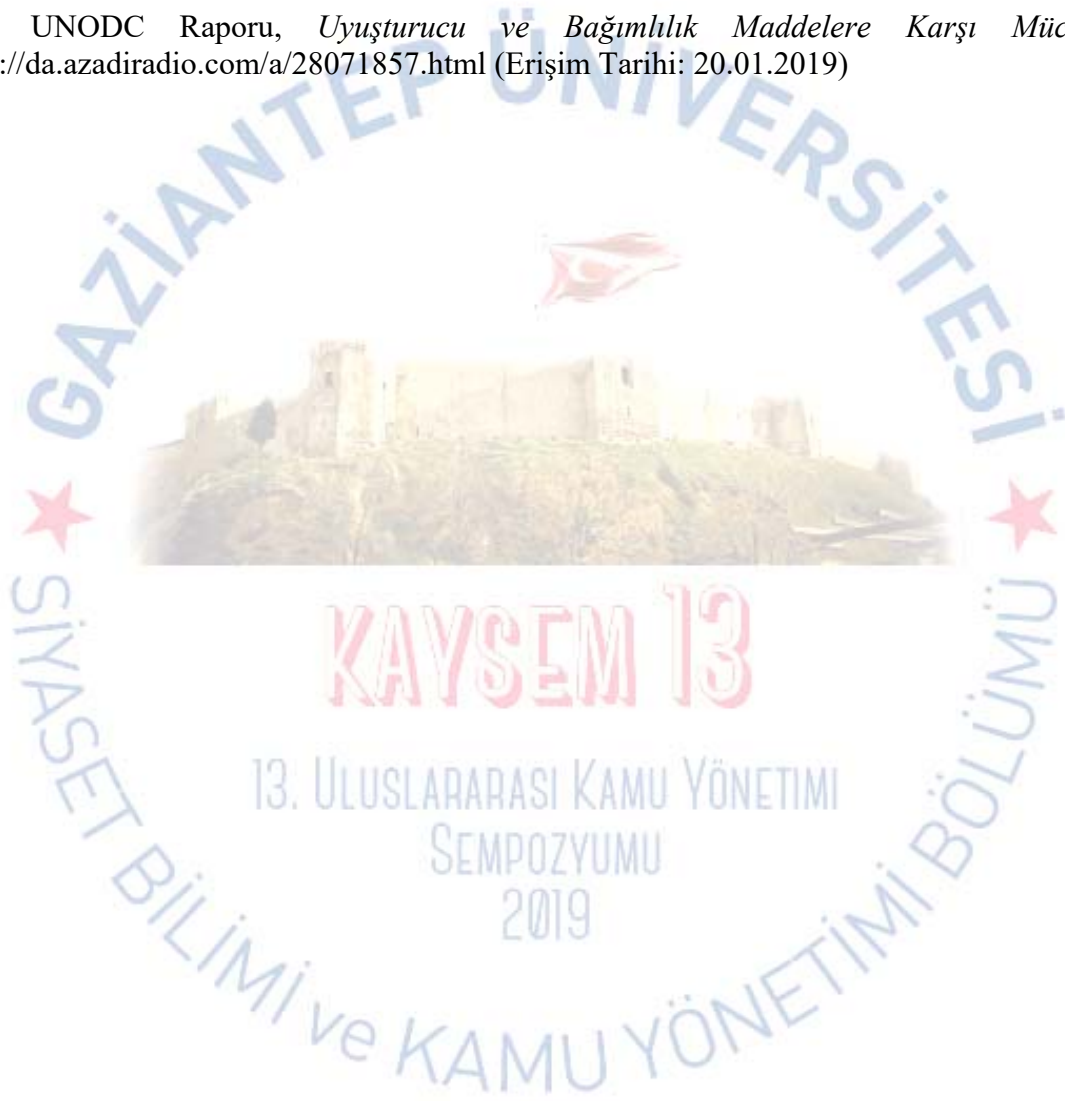 UNODC Raporu, Uyuşturucu ve Bağımlılık Maddelere Karşı Müc
://da.azadiradio.com/a/28071857.html (Erişim Tarihi: 20.01.2019)
GAZİANTEP ÜNİVERSİTESİ
KAYSEM 13
13. ULUSLARARASI KAMU YÖNETIMI
SEMPOZYUMU
2019
SİYASET BİLİMİ ve KAMU YÖNETİMİ BÖLÜMÜ